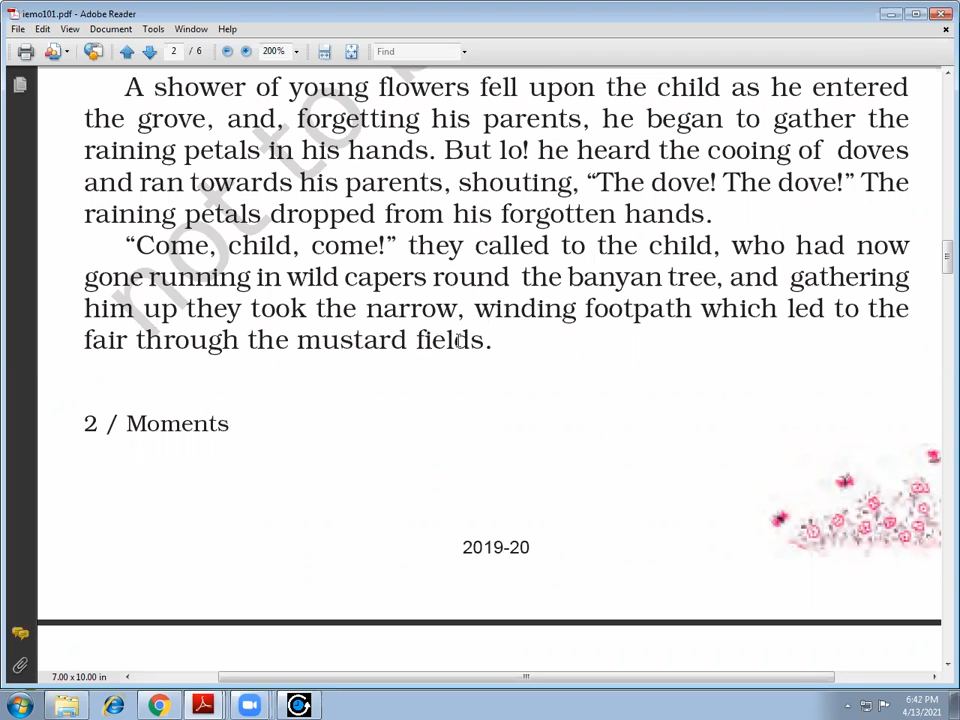 iemo101.pdf - Adobe Reader
File Edit View Document Tools Window Help
2 / 6 200% Find
A shower of young flowers fell upon the child as he entered
the grove, and, forgetting his parents, he began to gather the
raining petals in his hands. But lo! he heard the cooing of doves
and ran towards his parents, shouting, “The dove! The dove!” The
raining petals dropped from his forgotten hands.
“Come, child, come!” they called to the child, who had now
gone running in wild capers round the banyan tree, and gathering
him up they took the narrow, winding footpath which led to the
fair through the mustard fields.
2 / Moments
2019-20
not to b
7.00 x 10.00 in
6:42 PM
4/13/2021